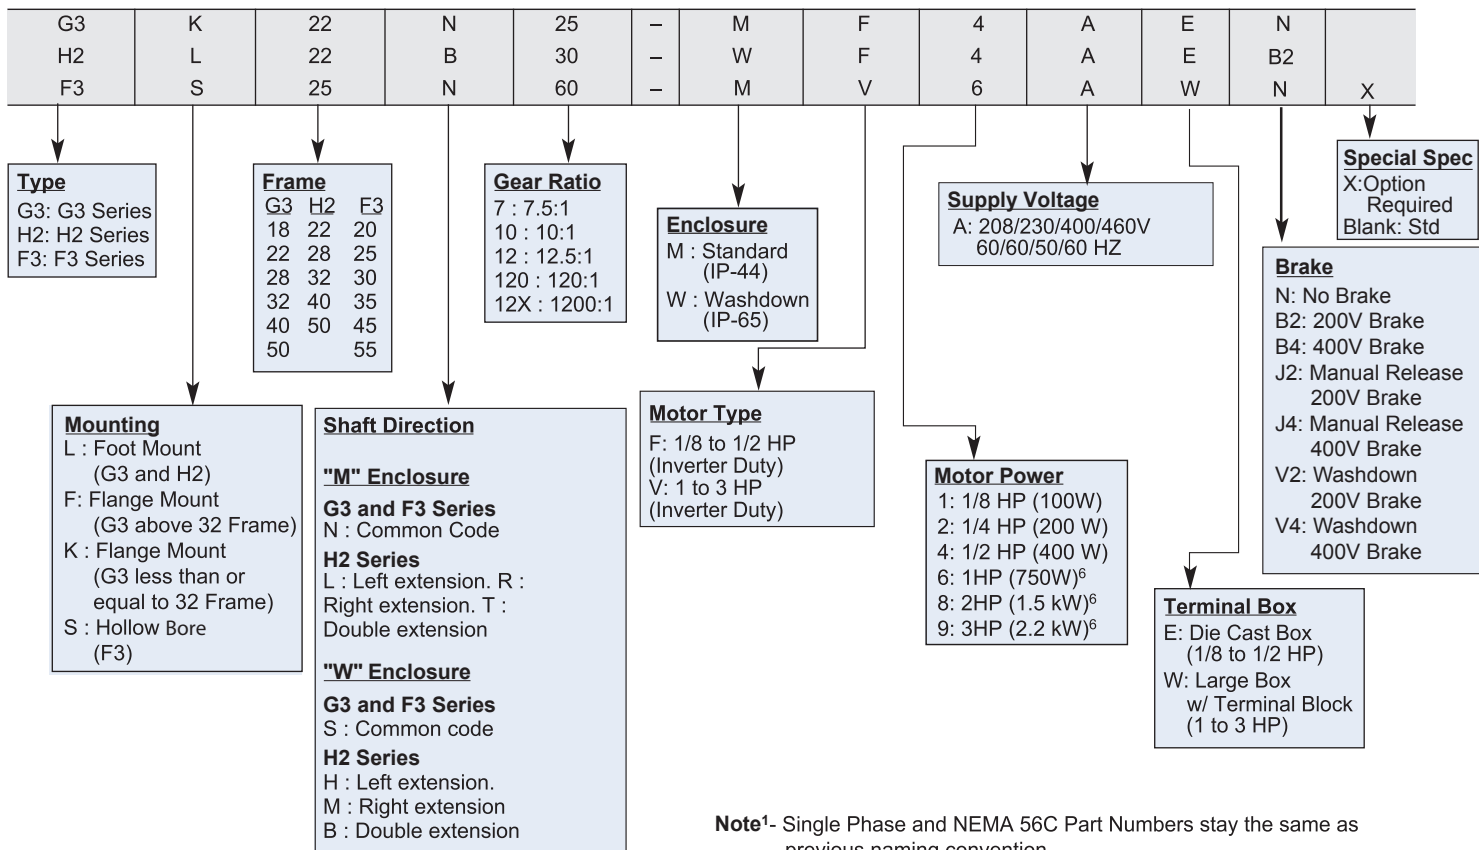 G3 K 22 N 25 – M F 4 A E N
H2 L 22 B 30 – W F 4 A E B2
F3 S 25 N 60 – M V 6 A W N X
Type
G3: G3 Series
H2: H2 Series
F3: F3 Series
Frame
G3 H2 F3
18 22 20
22 28 25
28 32 30
32 40 35
40 50 45
50 55
Gear Ratio
7 : 7.5:1
10 : 10:1
12 : 12.5:1
120 : 120:1
12X : 1200:1
Enclosure
M : Standard
(IP-44)
W : Washdown
(IP-65)
Supply Voltage
A: 208/230/400/460V
60/60/50/60 HZ
Special Spec
X:Option
Required
Blank: Std
Brake
N: No Brake
B2: 200V Brake
B4: 400V Brake
J2: Manual Release
200V Brake
J4: Manual Release
400V Brake
V2: Washdown
200V Brake
V4: Washdown
400V Brake
Mounting
L : Foot Mount
(G3 and H2)
F: Flange Mount
(G3 above 32 Frame)
K : Flange Mount
(G3 less than or
equal to 32 Frame)
S : Hollow Bore
(F3)
Shaft Direction
"M" Enclosure
G3 and F3 Series
N : Common Code
H2 Series
L : Left extension. R :
Right extension. T :
Double extension
"W" Enclosure
G3 and F3 Series
S : Common code
H2 Series
H : Left extension.
M : Right extension
B : Double extension
Motor Type
F: 1/8 to 1/2 HP
(Inverter Duty)
V: 1 to 3 HP
(Inverter Duty)
Motor Power
1: 1/8 HP (100W)
2: 1/4 HP (200 W)
4: 1/2 HP (400 W)
6: 1HP (750W)⁶
8: 2HP (1.5 kW)⁶
9: 3HP (2.2 kW)⁶
Terminal Box
E: Die Cast Box
(1/8 to 1/2 HP)
W: Large Box
w/ Terminal Block
(1 to 3 HP)
Note¹- Single Phase and NEMA 56C Part Numbers stay the same as
previous naming convention